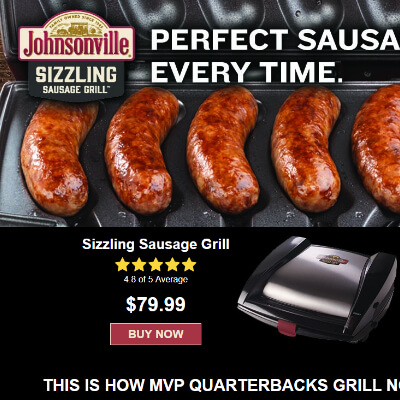 FAMILY OWNED SINCE 1945
Johnsonville
SIZZLING
SAUSAGE GRILL™
PERFECT SAUSA
EVERY TIME.
Sizzling Sausage Grill
4.8 of 5 Average
$79.99
BUY NOW
THIS IS HOW MVP QUARTERBACKS GRILL N